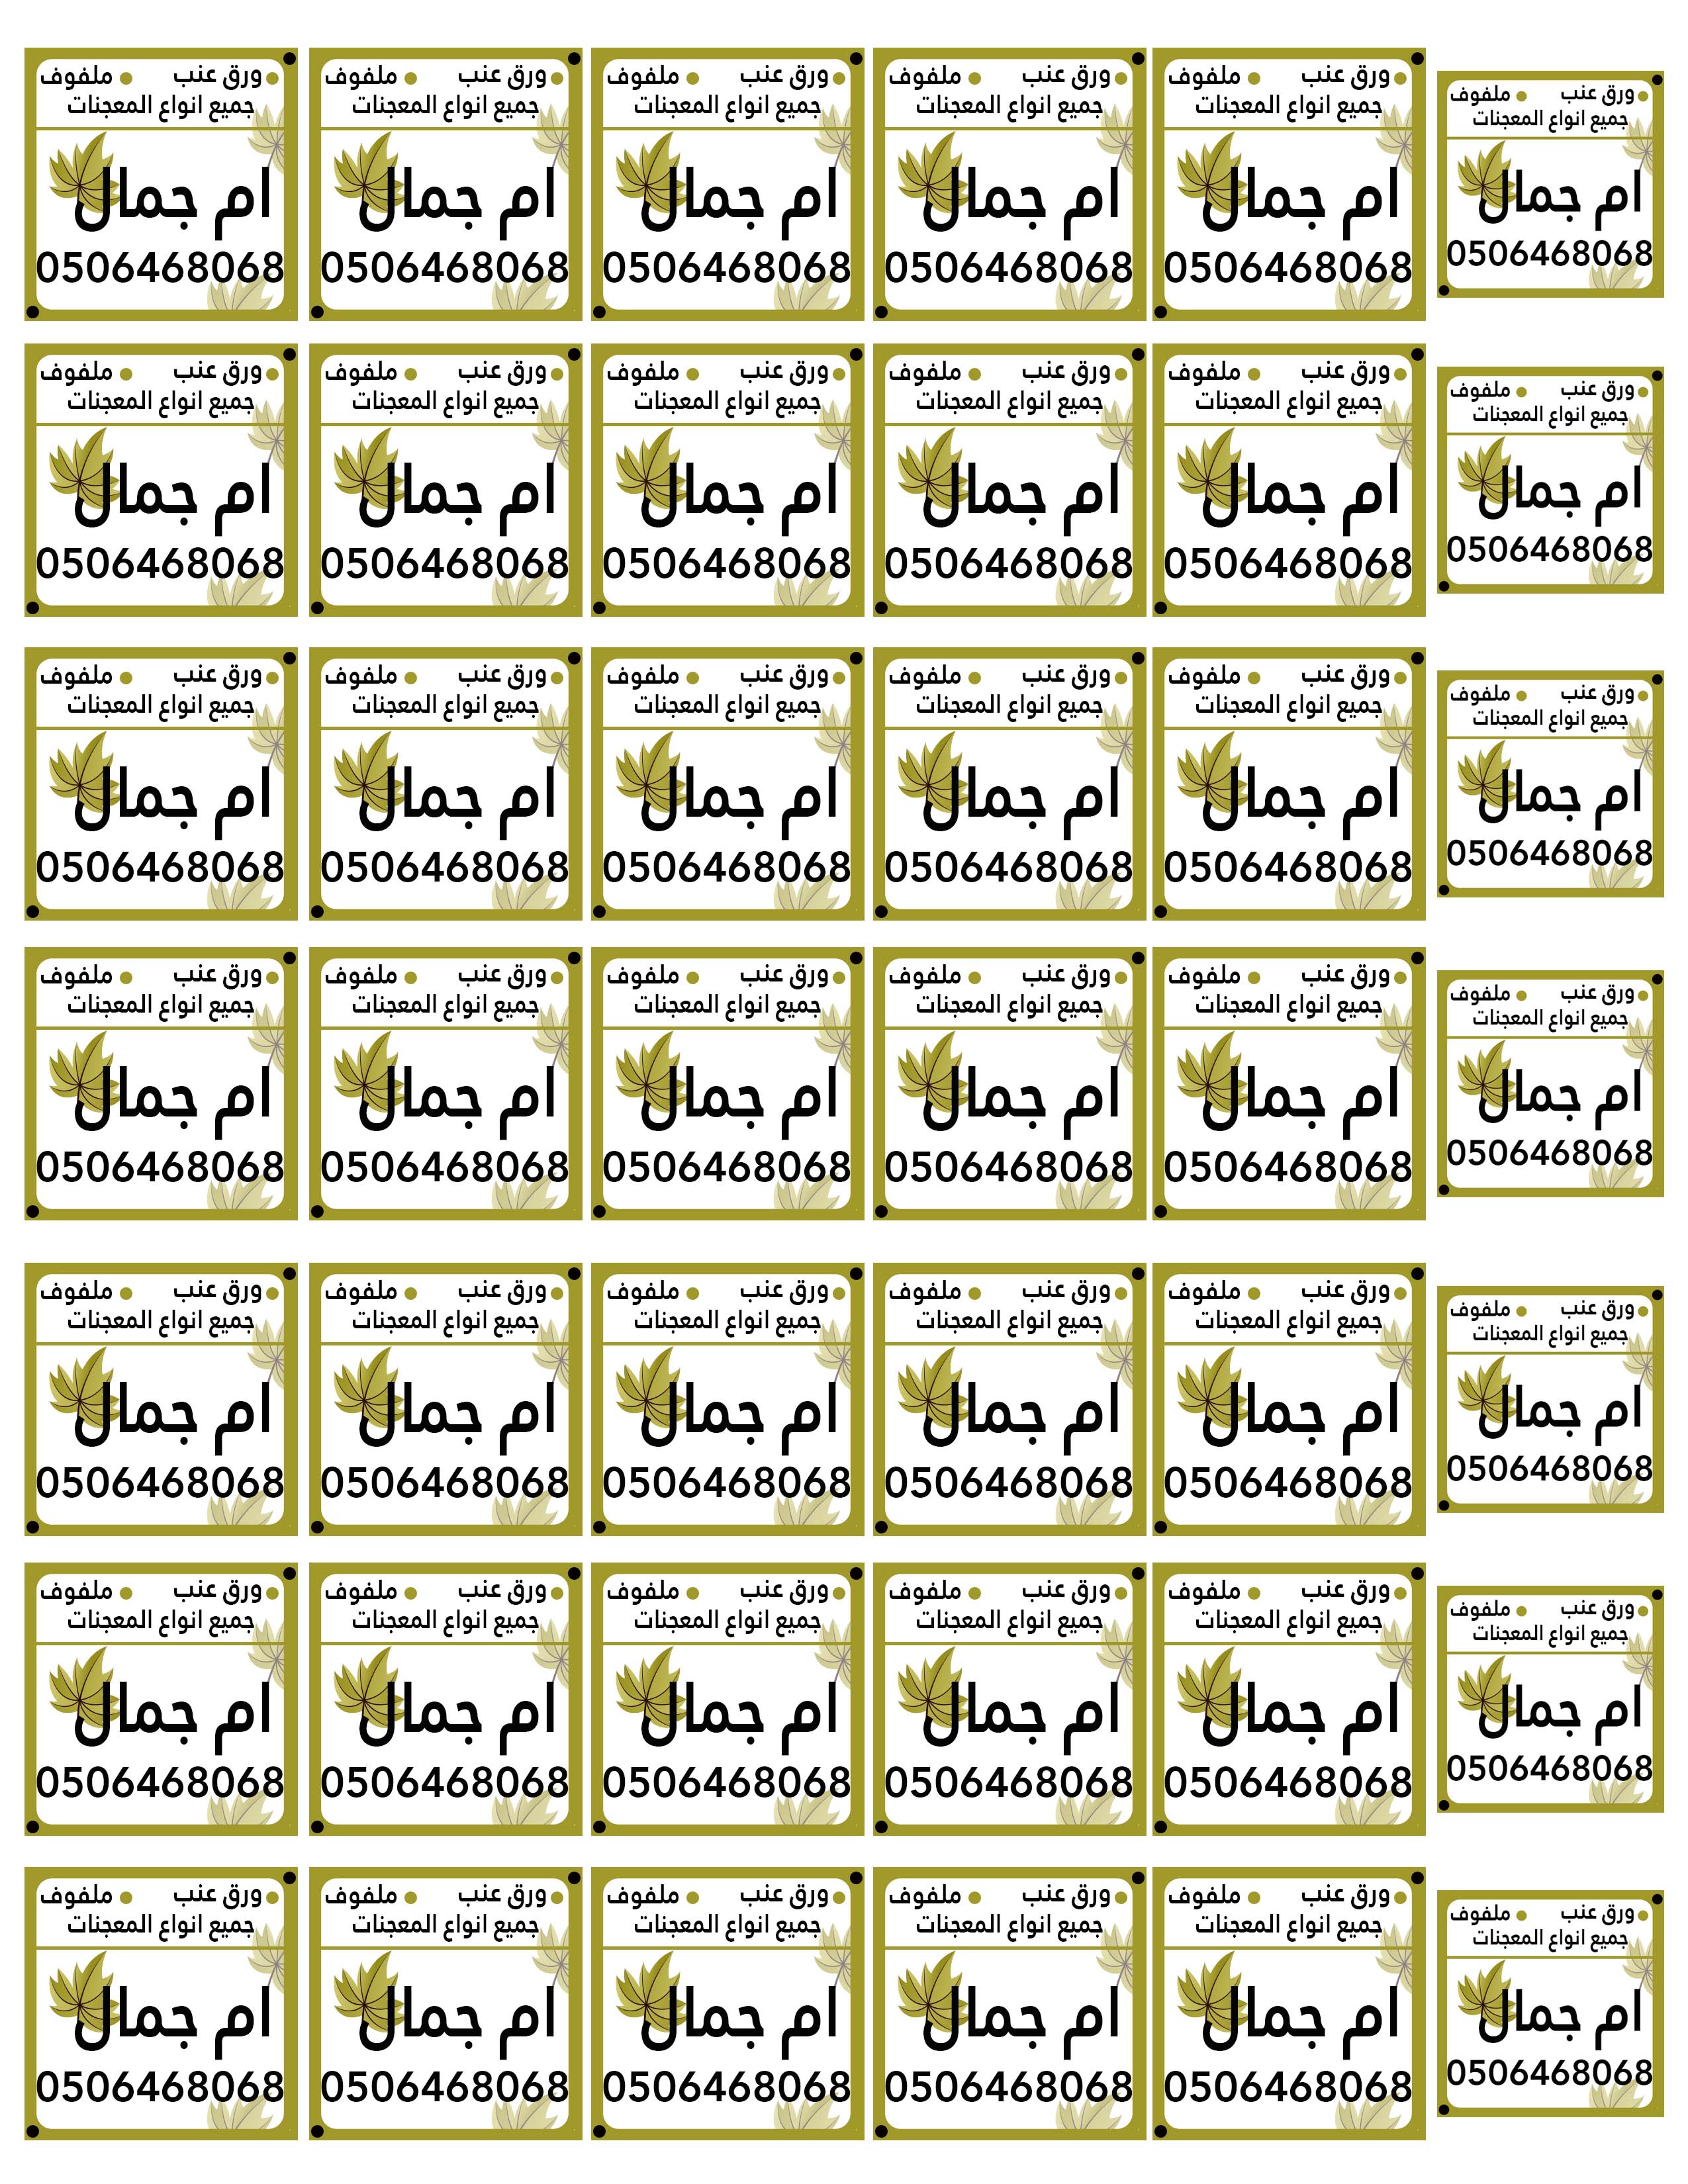 ورق عنب • ملفوف
جميع انواع المعجنات
ام جمال
0506468068
ورق عنب • ملفوف
جميع انواع المعجنات
ام جمال
0506468068
ورق عنب • ملفوف
جميع انواع المعجنات
ام جمال
0506468068
ورق عنب • ملفوف
جميع انواع المعجنات
ام جمال
0506468068
ورق عنب • ملفوف
جميع انواع المعجنات
ام جمال
0506468068
ورق عنب • ملفوف
جميع انواع المعجنات
ام جمال
0506468068
ورق عنب • ملفوف
جميع انواع المعجنات
ام جمال
0506468068
ورق عنب • ملفوف
جميع انواع المعجنات
ام جمال
0506468068
ورق عنب • ملفوف
جميع انواع المعجنات
ام جمال
0506468068
ورق عنب • ملفوف
جميع انواع المعجنات
ام جمال
0506468068
ورق عنب • ملفوف
جميع انواع المعجنات
ام جمال
0506468068
ورق عنب • ملفوف
جميع انواع المعجنات
ام جمال
0506468068
ورق عنب • ملفوف
جميع انواع المعجنات
ام جمال
0506468068
ورق عنب • ملفوف
جميع انواع المعجنات
ام جمال
0506468068
ورق عنب • ملفوف
جميع انواع المعجنات
ام جمال
0506468068
ورق عنب • ملفوف
جميع انواع المعجنات
ام جمال
0506468068
ورق عنب • ملفوف
جميع انواع المعجنات
ام جمال
0506468068
ورق عنب • ملفوف
جميع انواع المعجنات
ام جمال
0506468068
ورق عنب • ملفوف
جميع انواع المعجنات
ام جمال
0506468068
ورق عنب • ملفوف
جميع انواع المعجنات
ام جمال
0506468068
ورق عنب • ملفوف
جميع انواع المعجنات
ام جمال
0506468068
ورق عنب • ملفوف
جميع انواع المعجنات
ام جمال
0506468068
ورق عنب • ملفوف
جميع انواع المعجنات
ام جمال
0506468068
ورق عنب • ملفوف
جميع انواع المعجنات
ام جمال
0506468068
ورق عنب • ملفوف
جميع انواع المعجنات
ام جمال
0506468068
ورق عنب • ملفوف
جميع انواع المعجنات
ام جمال
0506468068
ورق عنب • ملفوف
جميع انواع المعجنات
ام جمال
0506468068
ورق عنب • ملفوف
جميع انواع المعجنات
ام جمال
0506468068
ورق عنب • ملفوف
جميع انواع المعجنات
ام جمال
0506468068
ورق عنب • ملفوف
جميع انواع المعجنات
ام جمال
0506468068
ورق عنب • ملفوف
جميع انواع المعجنات
ام جمال
0506468068
ورق عنب • ملفوف
جميع انواع المعجنات
ام جمال
0506468068
ورق عنب • ملفوف
جميع انواع المعجنات
ام جمال
0506468068
ورق عنب • ملفوف
جميع انواع المعجنات
ام جمال
0506468068
ورق عنب • ملفوف
جميع انواع المعجنات
ام جمال
0506468068
ورق عنب • ملفوف
جميع انواع المعجنات
ام جمال
0506468068
ورق عنب • ملفوف
جميع انواع المعجنات
ام جمال
0506468068
ورق عنب • ملفوف
جميع انواع المعجنات
ام جمال
0506468068
ورق عنب • ملفوف
جميع انواع المعجنات
ام جمال
0506468068
ورق عنب • ملفوف
جميع انواع المعجنات
ام جمال
0506468068
ورق عنب • ملفوف
جميع انواع المعجنات
ام جمال
0506468068
ورق عنب • ملفوف
جميع انواع المعجنات
ام جمال
0506468068